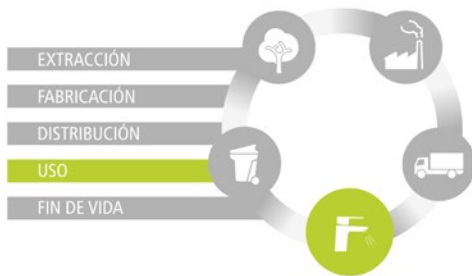 EXTRACCIÓN
FABRICACIÓN
DISTRIBUCIÓN
USO
FIN DE VIDA